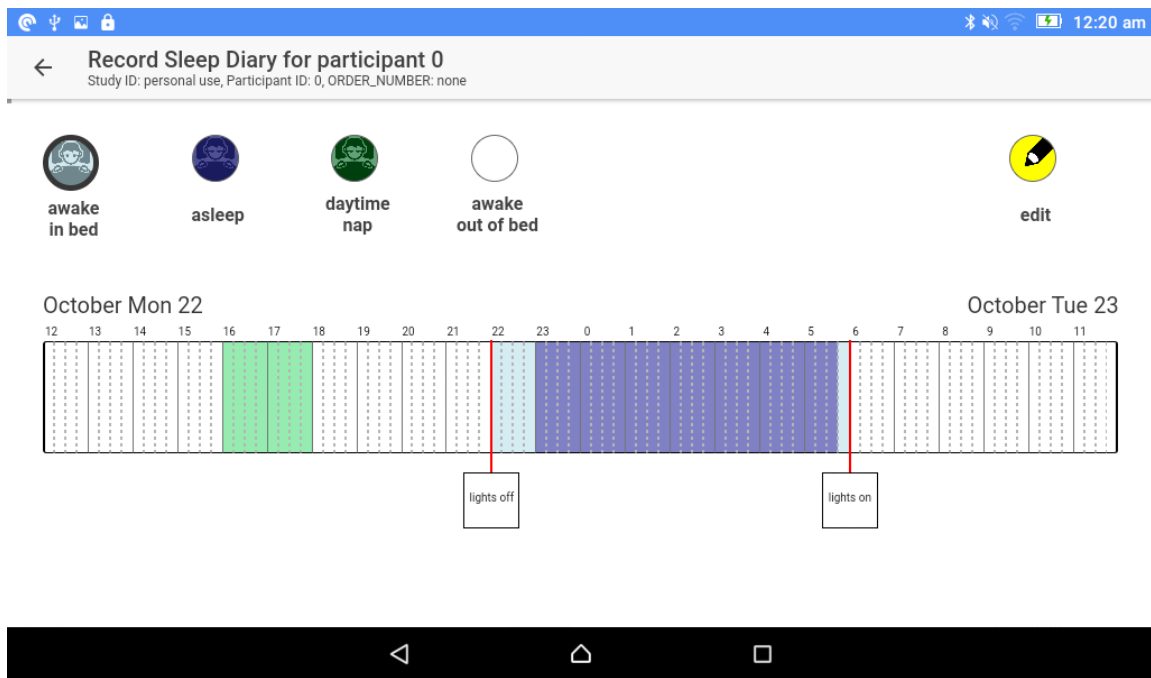 12:20 am
Record Sleep Diary for participant 0
Study ID: personal use, Participant ID: 0, ORDER_NUMBER: none
awake
in bed
asleep
daytime
nap
awake
out of bed
edit
October Mon 22
October Tue 23
12 13 14 15 16 17 18 19 20 21 22 23 0 1 2 3 4 5 6 7 8 9 10 11
lights off
lights on